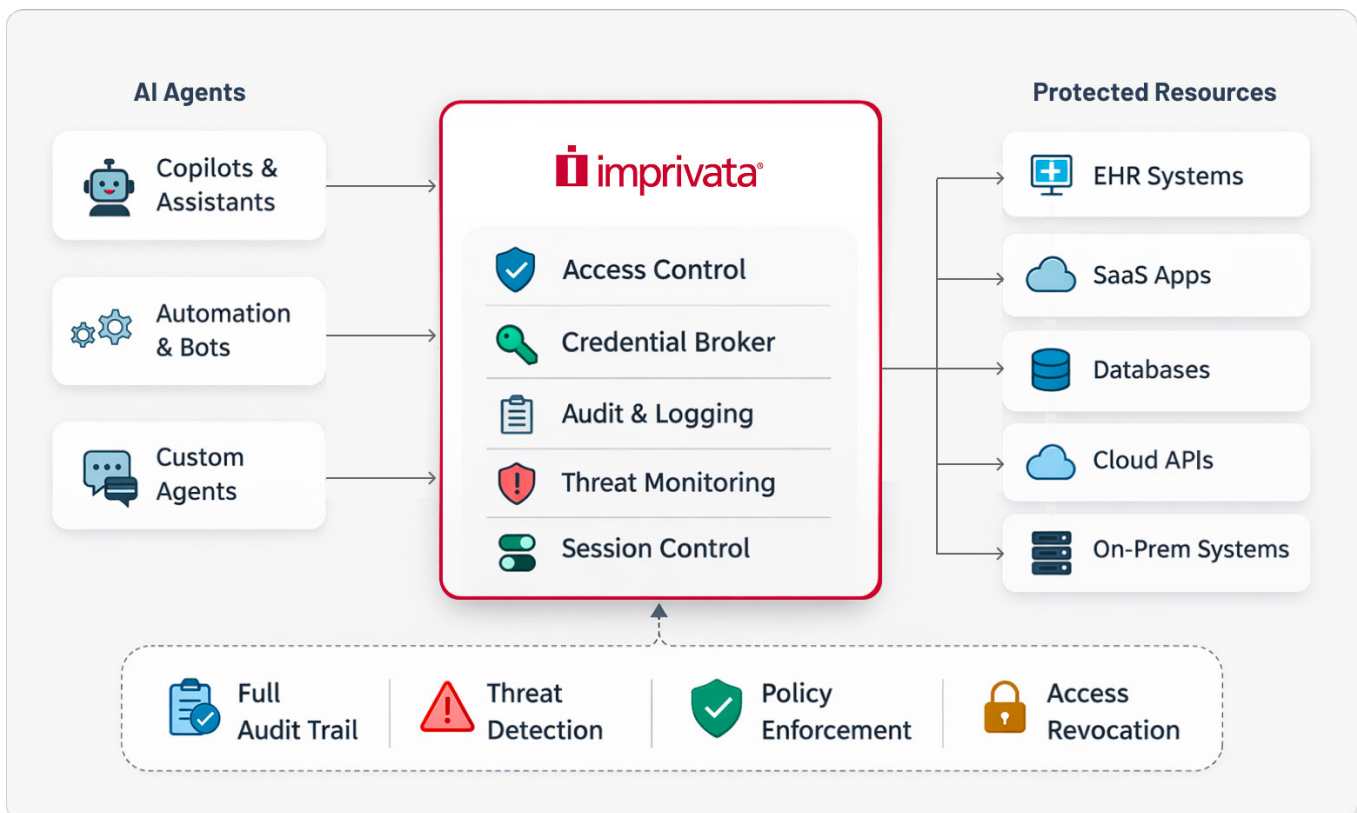 AI Agents
Copilots &
Assistants
Automation
& Bots
Custom
Agents
imprivata®
Access Control
Credential Broker
Audit & Logging
Threat Monitoring
Session Control
Protected Resources
EHR Systems
SaaS Apps
Databases
Cloud APIs
On-Prem Systems
Full
Audit Trail
Threat
Detection
Policy
Enforcement
Access
Revocation